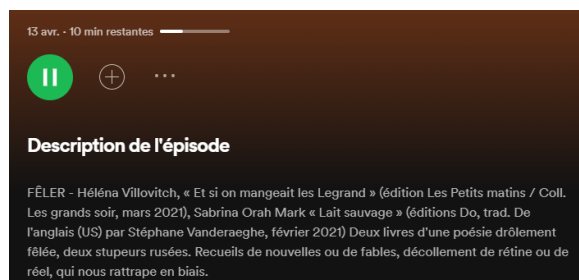 13 avr. - 10 min restantes
Description de l'épisode
FÊLER - Héléna Villovitch, « Et si on mangeait les Legrand » (édition Les Petits matins / Coll.
Les grands soir, mars 2021), Sabrina Orah Mark « Lait sauvage » (éditions Do, trad. De
l'anglais (US) par Stéphane Vanderaeghe, février 2021) Deux livres d'une poésie drôlement
fêlée, deux stupeurs rusées. Recueils de nouvelles ou de fables, décollement de rétine ou de
réel, qui nous rattrape en biais.